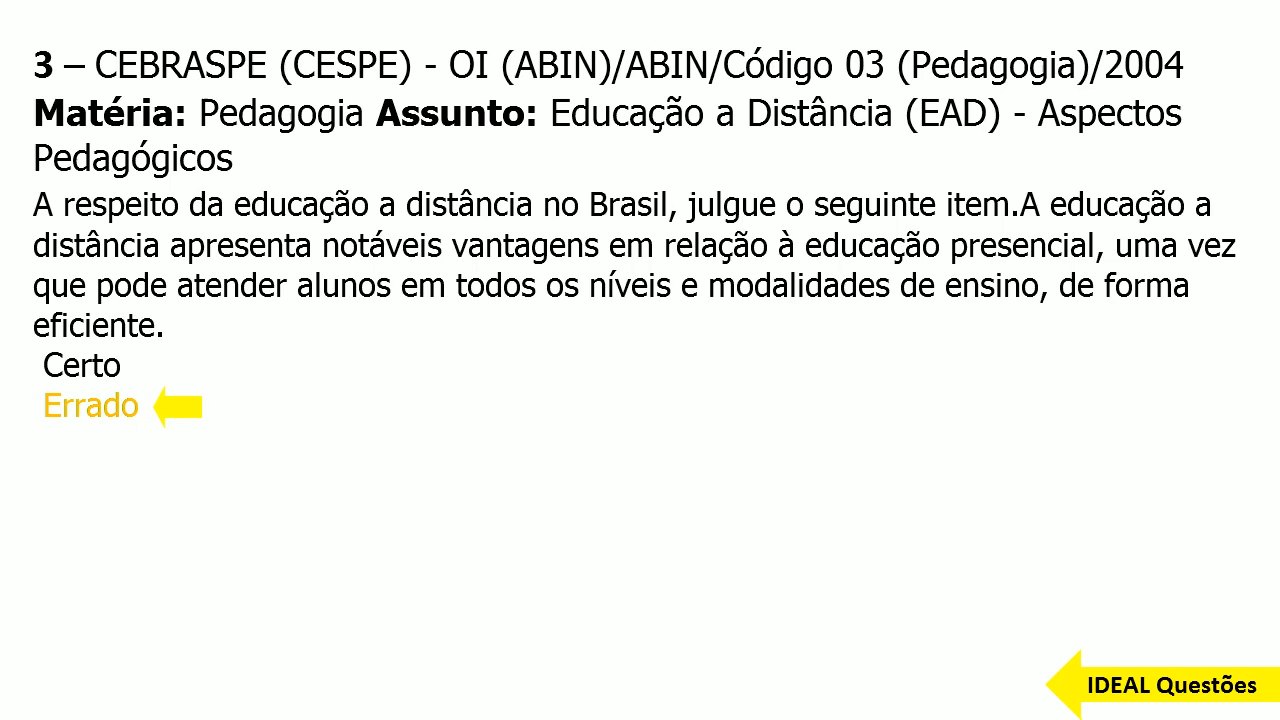 3 – CEBRASPE (CESPE) - OI (ABIN)/ABIN/Código 03 (Pedagogia)/2004
Matéria: Pedagogia Assunto: Educação a Distância (EAD) - Aspectos
Pedagógicos
A respeito da educação a distância no Brasil, julgue o seguinte item.A educação a
distância apresenta notáveis vantagens em relação à educação presencial, uma vez
que pode atender alunos em todos os níveis e modalidades de ensino, de forma
eficiente.
Certo
Errado
IDEAL Questões